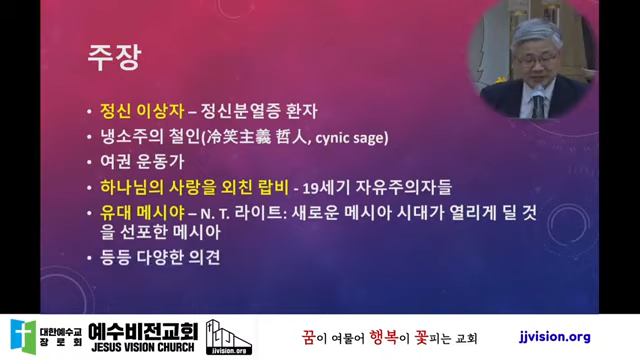 주장
• 정신 이상자 – 정신분열증 환자
• 냉소주의 철인(冷笑主義 哲人, cynic sage)
• 여권 운동가
• 하나님의 사랑을 외친 랍비 - 19세기 자유주의자들
• 유대 메시야 – N. T. 라이트: 새로운 메시아 시대가 열리게 딜 것
을 선포한 메시아
• 등등 다양한 의견
대한예수교
장로회
예수비전교회
JESUS VISION CHURCH
jjvision.org
꿈이 여물어 행복이 꽃피는 교회
jjvision.org